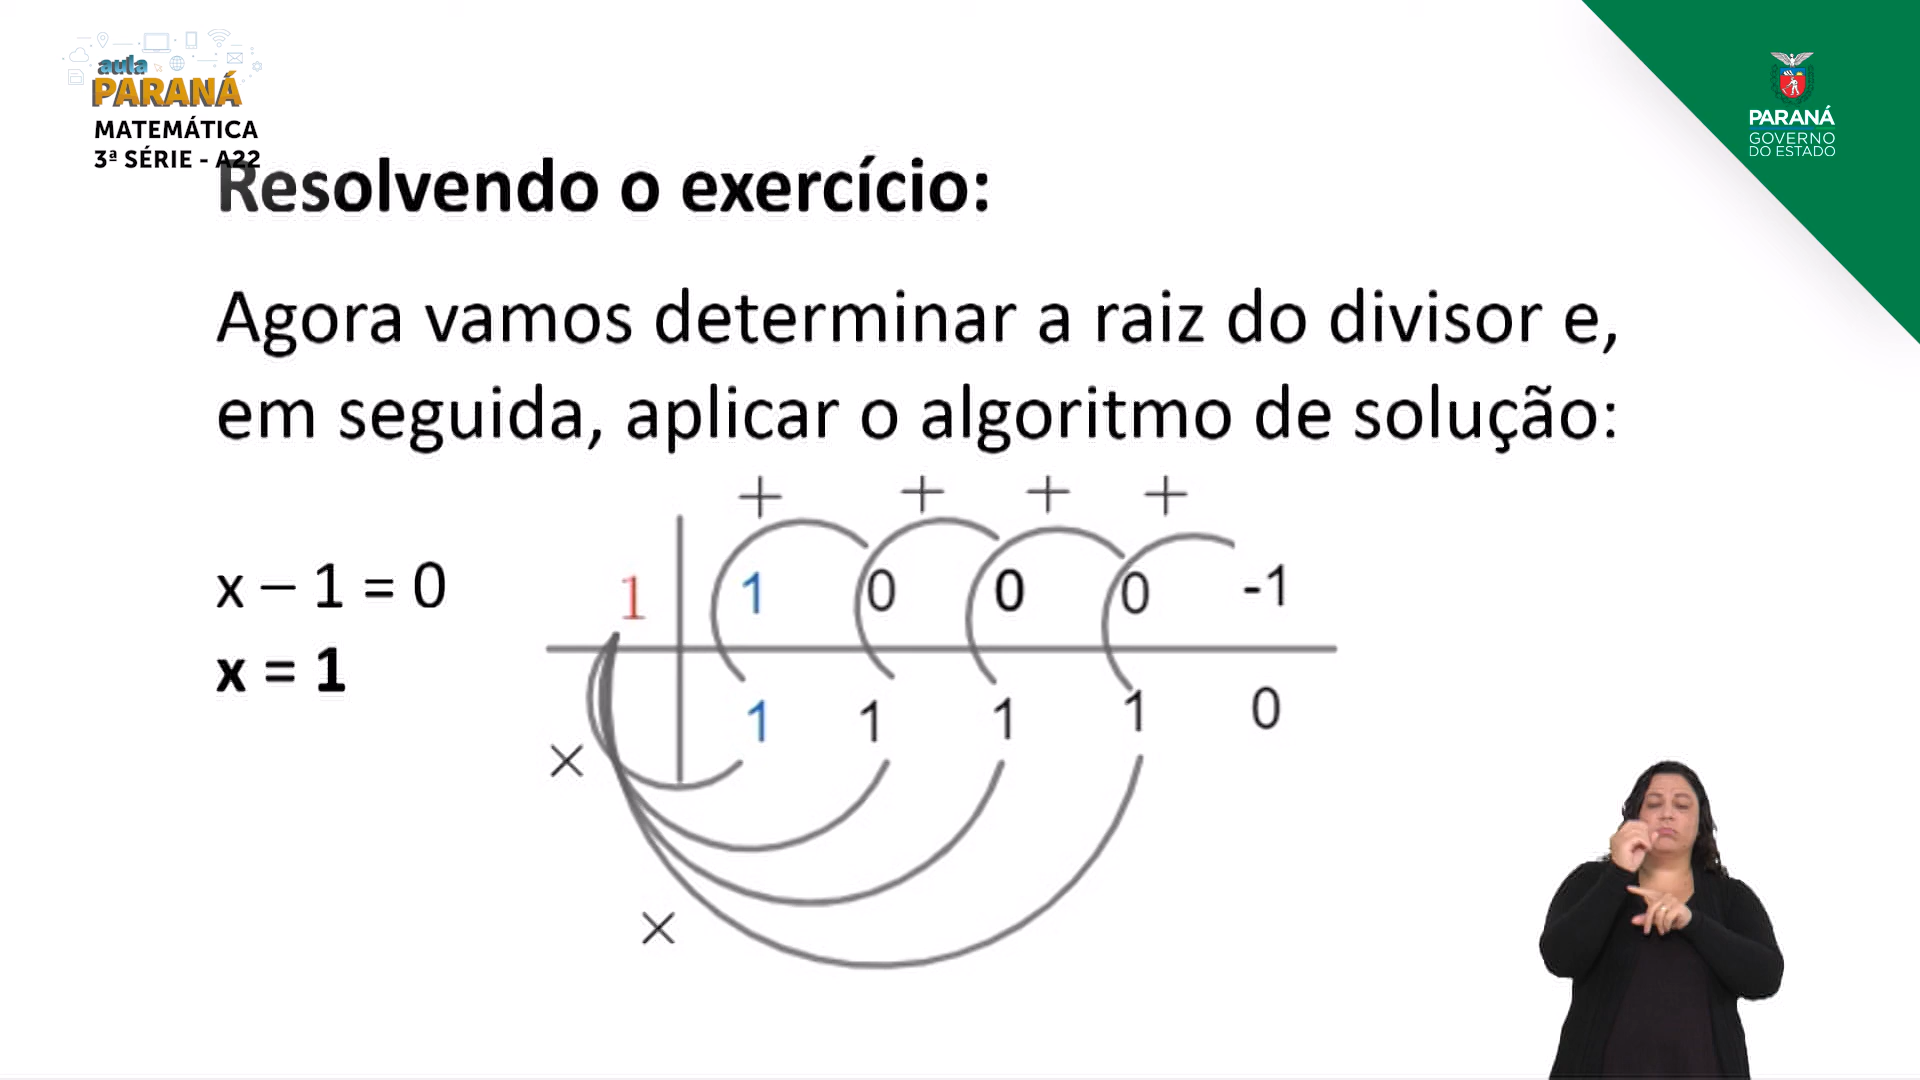 aula
PARANÁ
MATEMÁTICA
3ª SÉRIE - A22
PARANÁ
GOVERNO
DO ESTADO
Resolvendo o exercício:
Agora vamos determinar a raiz do divisor e,
em seguida, aplicar o algoritmo de solução:
+ + + +
x – 1 = 0
x = 1
1 1 0 0 0 -1
1 1 1 1 0
×
×